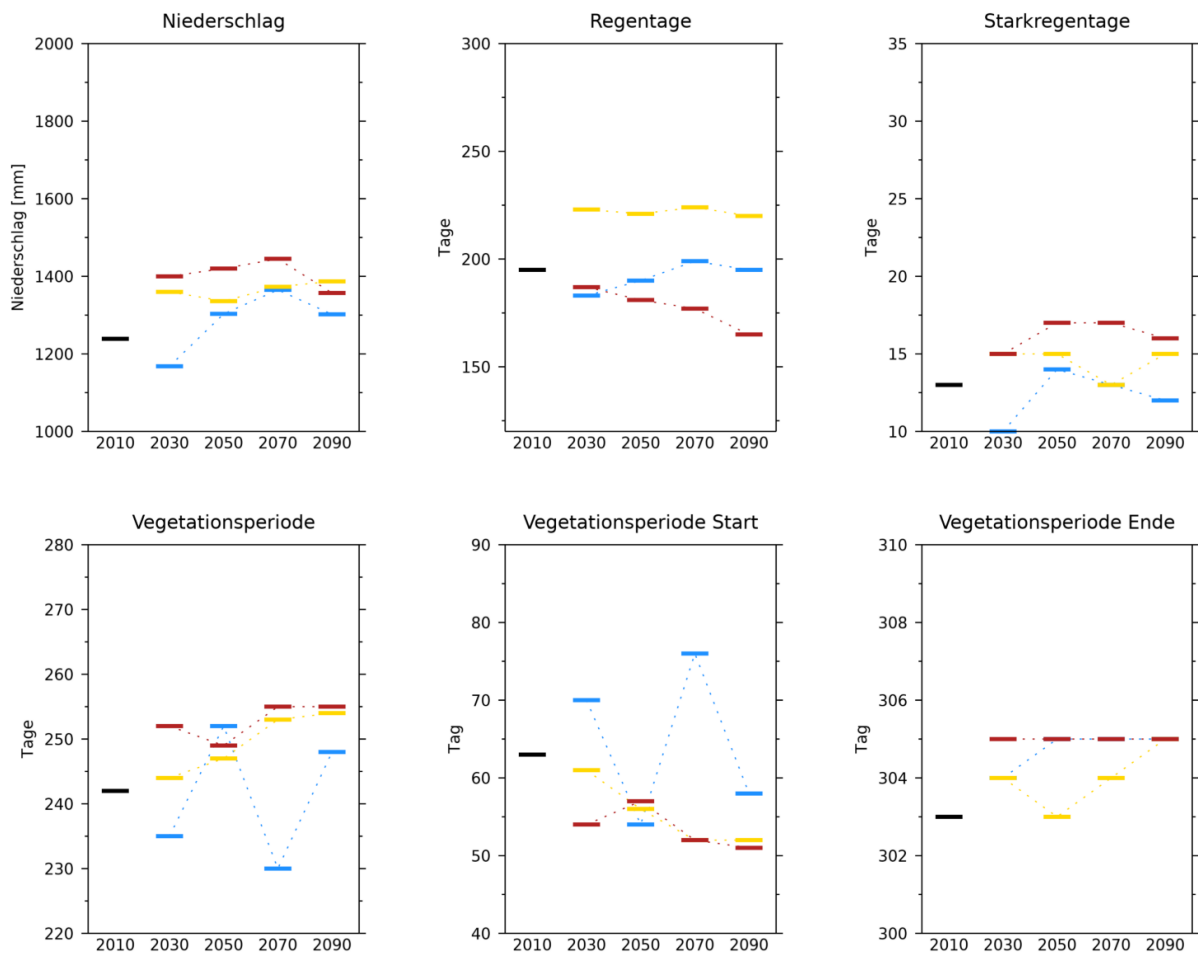 Niederschlag
2000
1800
1600
1400
1200
1000
Niederschlag [mm]
2010 2030 2050 2070 2090
Regentage
300
250
200
150
Tage
2010 2030 2050 2070 2090
Starkregentage
35
30
25
20
15
10
Tage
2010 2030 2050 2070 2090
Vegetationsperiode
280
270
260
250
240
230
220
Tage
2010 2030 2050 2070 2090
Vegetationsperiode Start
90
80
70
60
50
40
Tag
2010 2030 2050 2070 2090
Vegetationsperiode Ende
310
308
306
304
302
300
Tag
2010 2030 2050 2070 2090